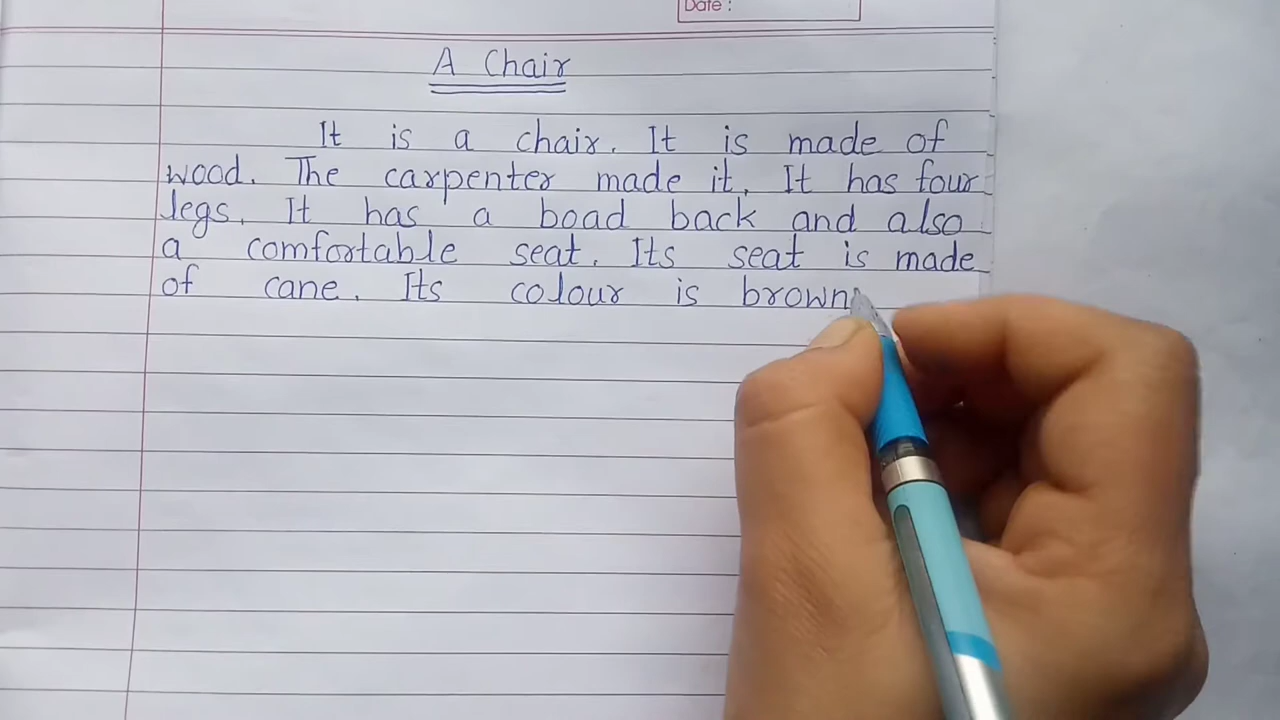 Date :
A Chair
It is a chair. It is made of
wood. The carpenter made it. It has four
legs. It has a boad back and also
a comfortable seat. Its seat is made
of cane. Its colour is brown